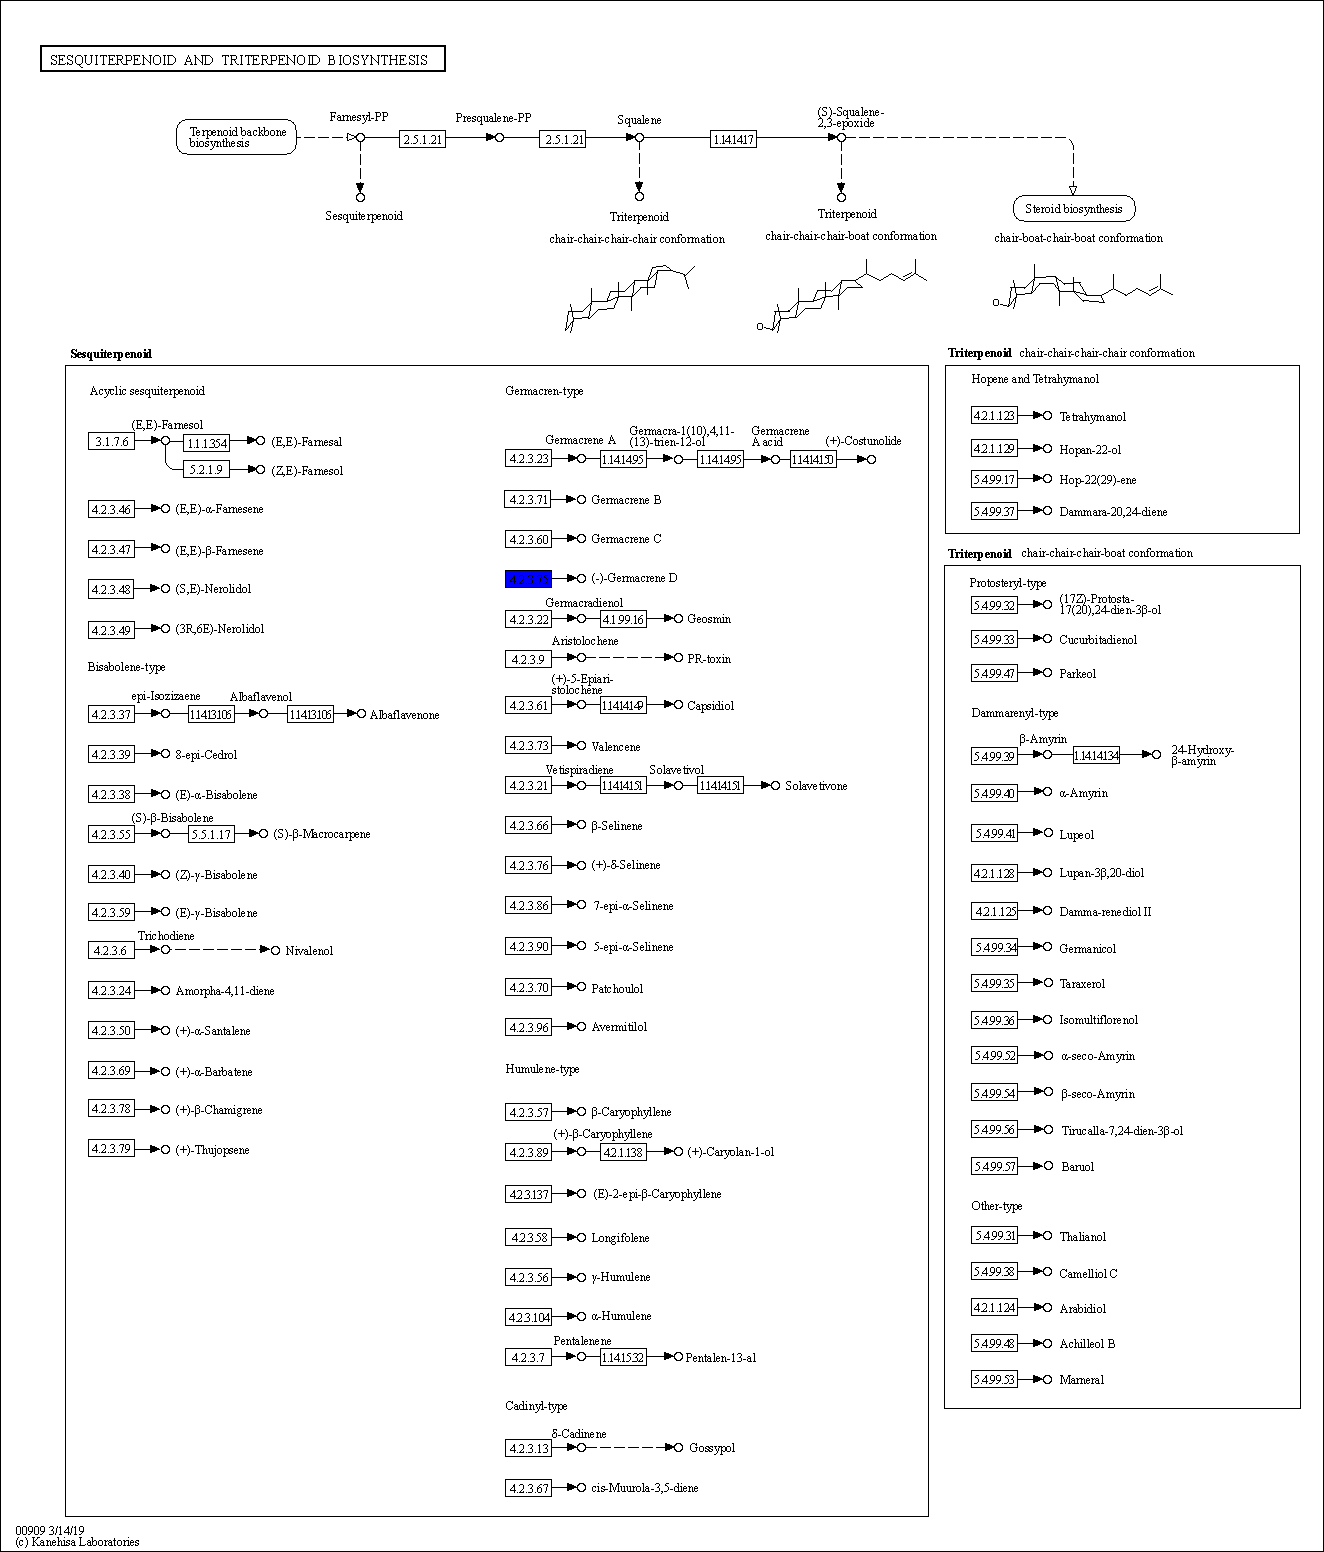 SESQUITERPENOID AND TRITERPENOID BIOSYNTHESIS
Terpenoid backbone
biosynthesis
Farnesyl-PP
2.5.1.21
Presqualene-PP
2.5.1.21
Squalene
1.14.14.17
(S)-Squalene-
2,3-epoxide
Sesquiterpenoid
Triterpenoid
chair-chair-chair-chair conformation
Triterpenoid
chair-chair-chair-boat conformation
Steroid biosynthesis
chair-boat-chair-boat conformation
O
O
Sesquiterpenoid
Acyclic sesquiterpenoid
(E,E)-Farnesol
3.1.7.6
1.1.1.354
(E,E)-Farnesal
5.2.1.9
(Z,E)-Farnesol
4.2.3.46
(E,E)-α-Farnesene
4.2.3.47
(E,E)-β-Farnesene
4.2.3.48
(S,E)-Nerolidol
4.2.3.49
(3R,6E)-Nerolidol
Bisabolene-type
epi-Isozizaene
Albaflavenol
4.2.3.37
1.14.13.106
1.14.13.106
Albaflavenone
4.2.3.39
8-epi-Cedrol
4.2.3.38
(E)-α-Bisabolene
(S)-β-Bisabolene
4.2.3.55
5.5.1.17
(S)-β-Macrocarpene
4.2.3.40
(Z)-γ-Bisabolene
4.2.3.59
(E)-γ-Bisabolene
Trichodiene
4.2.3.6
Nivalenol
4.2.3.24
Amorpha-4,11-diene
4.2.3.50
(+)-α-Santalene
4.2.3.69
(+)-α-Barbatene
4.2.3.78
(+)-β-Chamigrene
4.2.3.79
(+)-Thujopsene
Germacren-type
Germacrene A
Germacra-1(10),4,11-
(13)-trien-12-ol
Germacrene
A acid
(+)-Costunolide
4.2.3.23
1.14.14.95
1.14.14.95
1.14.14.150
4.2.3.71
Germacrene B
4.2.3.60
Germacrene C
4.2.3.75
(-)-Germacrene D
Germacradienol
4.2.3.22
4.1.99.16
Geosmin
Aristolochene
4.2.3.9
PR-toxin
(+)-5-Epiari-
stolochene
4.2.3.61
1.14.14.149
Capsidiol
4.2.3.73
Valencene
Vetispiradiene
Solavetivol
4.2.3.21
1.14.14.151
1.14.14.151
Solavetivone
4.2.3.66
β-Selinene
4.2.3.76
(+)-δ-Selinene
4.2.3.86
7-epi-α-Selinene
4.2.3.90
5-epi-α-Selinene
4.2.3.70
Patchoulol
4.2.3.96
Avermitilol
Humulene-type
4.2.3.57
β-Caryophyllene
(+)-β-Caryophyllene
4.2.3.89
4.2.1.138
(+)-Caryolan-1-ol
4.2.3.137
(E)-2-epi-β-Caryophyllene
4.2.3.58
Longifolene
4.2.3.56
γ-Humulene
4.2.3.104
α-Humulene
Pentalenene
4.2.3.7
1.14.15.32
Pentalen-13-al
Cadinyl-type
δ-Cadinene
4.2.3.13
Gossypol
4.2.3.67
cis-Muurola-3,5-diene
Triterpenoid chair-chair-chair-chair conformation
Hopene and Tetrahymanol
4.2.1.123
Tetrahymanol
4.2.1.129
Hopan-22-ol
5.4.99.17
Hop-22(29)-ene
5.4.99.37
Dammara-20,24-diene
Triterpenoid chair-chair-chair-boat conformation
Protosteryl-type
5.4.99.32
(17Z)-Protosta-
17(20),24-dien-3β-ol
5.4.99.33
Cucurbitadienol
5.4.99.47
Parkeol
Dammarenyl-type
β-Amyrin
5.4.99.39
1.14.14.134
24-Hydroxy-
β-amyrin
5.4.99.40
α-Amyrin
5.4.99.41
Lupeol
4.2.1.128
Lupan-3β,20-diol
4.2.1.125
Damma-renediol II
5.4.99.34
Germanicol
5.4.99.35
Taraxerol
5.4.99.36
Isomultiflorenol
5.4.99.52
α-seco-Amyrin
5.4.99.54
β-seco-Amyrin
5.4.99.56
Tirucalla-7,24-dien-3β-ol
5.4.99.57
Baruol
Other-type
5.4.99.31
Thalianol
5.4.99.38
Camelliol C
4.2.1.124
Arabidiol
5.4.99.48
Achilleol B
5.4.99.53
Marneral
00909 3/14/19
(c) Kanehisa Laboratories